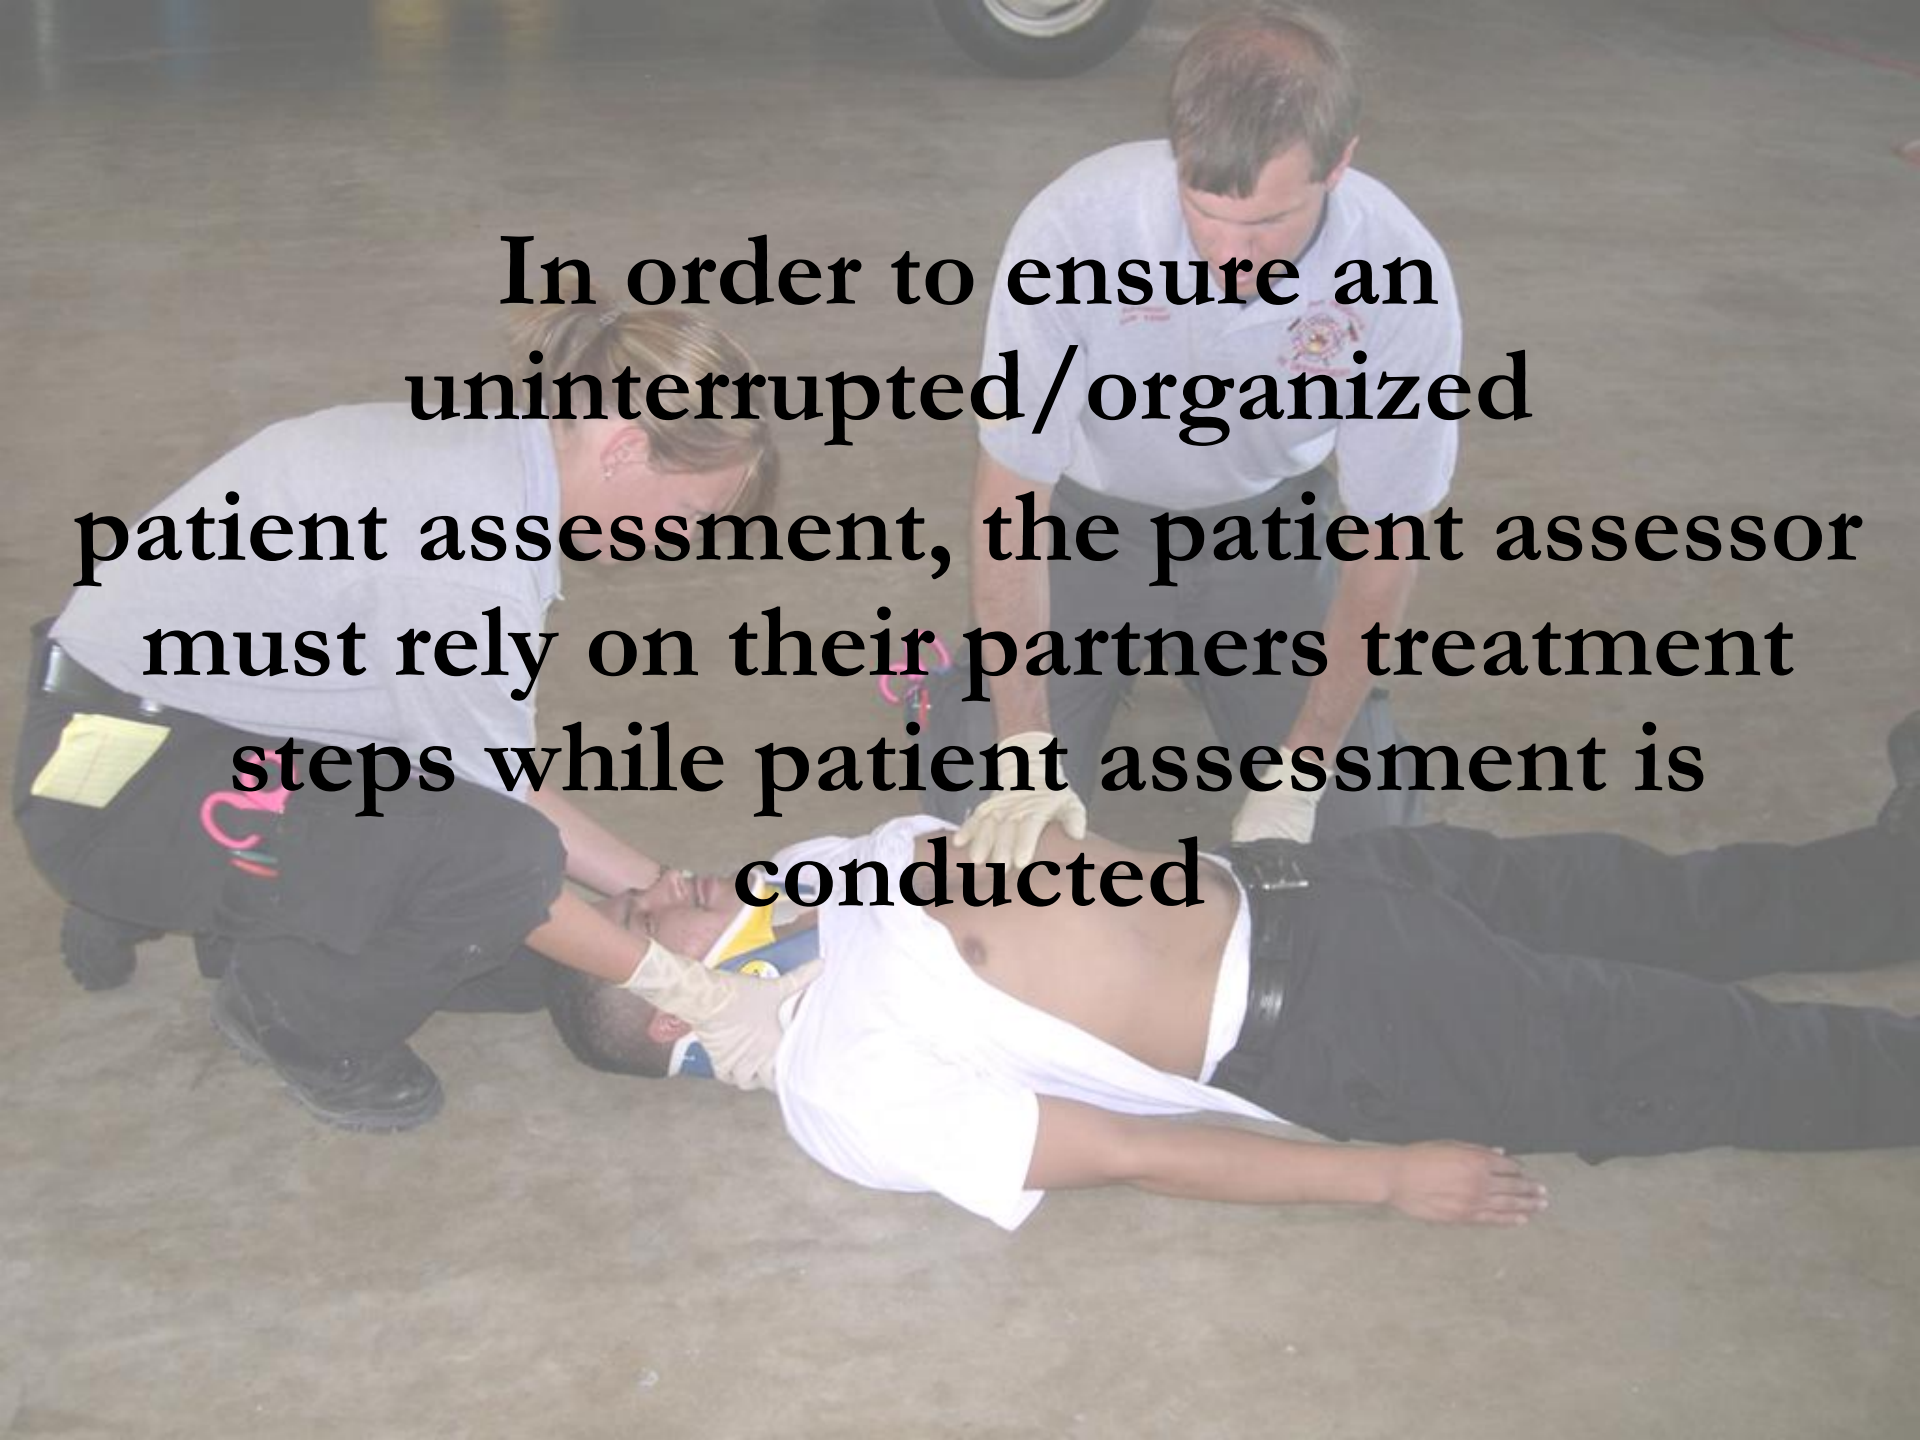 In order to ensure an
uninterrupted/organized
patient assessment, the patient assessor
must rely on their partners treatment
steps while patient assessment is
conducted